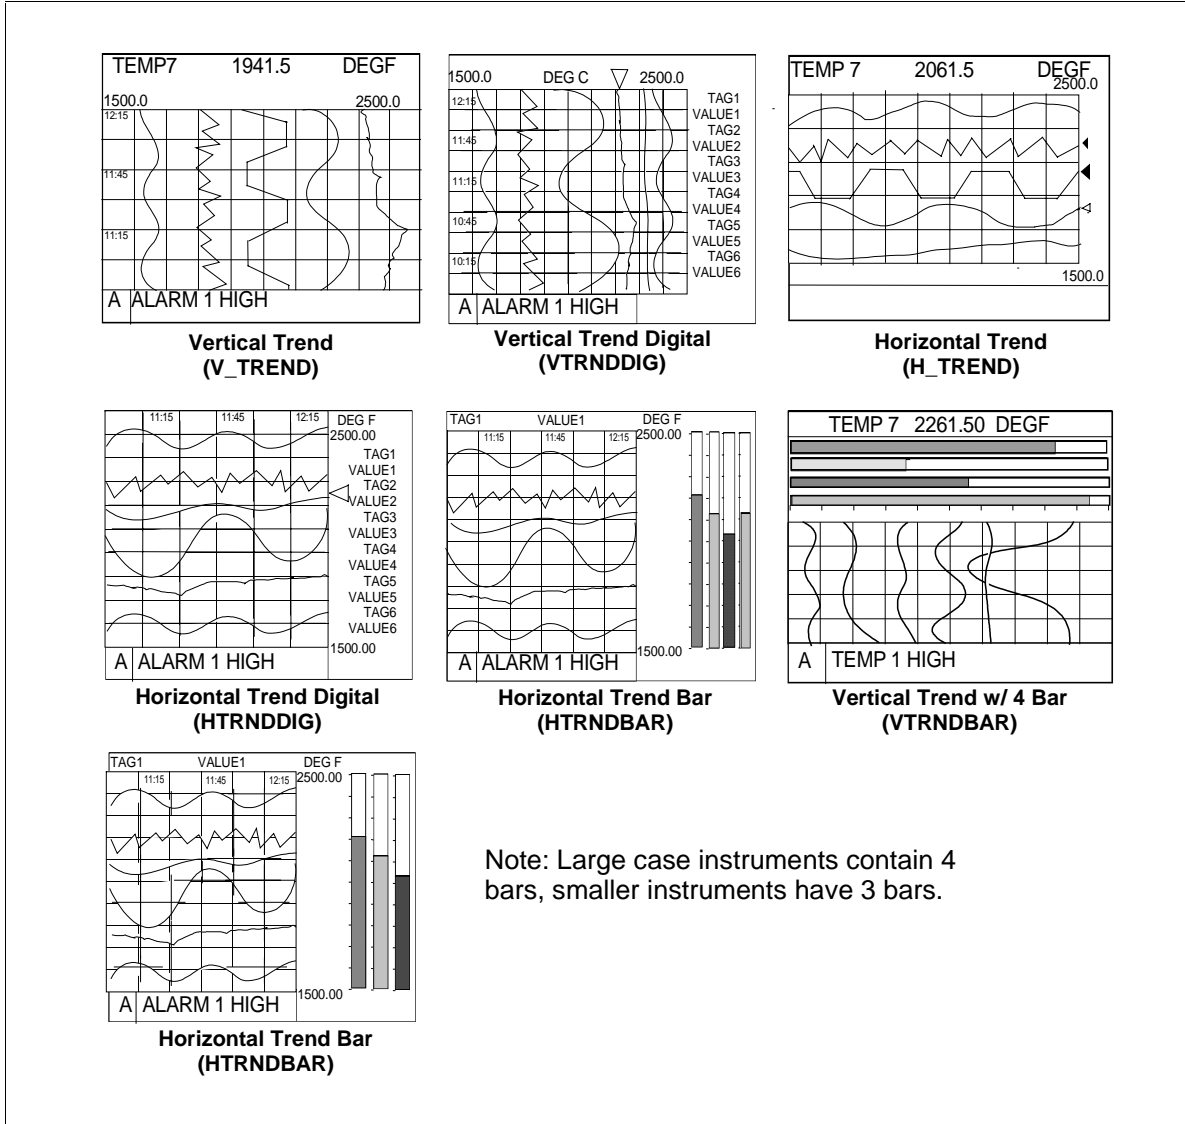 TEMP7 1941.5 DEGF
1500.0 2500.0
12:15
11:45
11:15
A ALARM 1 HIGH
Vertical Trend
(V_TREND)
1500.0 DEG C 2500.0
12:15
11:45
11:15
10:45
10:15
TAG1
VALUE1
TAG2
VALUE2
TAG3
VALUE3
TAG4
VALUE4
TAG5
VALUE5
TAG6
VALUE6
A ALARM 1 HIGH
Vertical Trend Digital
(VTRNDDIG)
TEMP 7 2061.5 DEGF
2500.0
1500.0
Horizontal Trend
(H_TREND)
11:15 11:45 12:15 DEG F
2500.00
TAG1
VALUE1
TAG2
VALUE2
TAG3
VALUE3
TAG4
VALUE4
TAG5
VALUE5
TAG6
VALUE6
1500.00
A ALARM 1 HIGH
Horizontal Trend Digital
(HTRNDDIG)
TAG1 VALUE1 DEG F
11:15 11:45 12:15 2500.00
1500.00
A ALARM 1 HIGH
Horizontal Trend Bar
(HTRNDBAR)
TEMP 7 2261.50 DEGF
A TEMP 1 HIGH
Vertical Trend w/ 4 Bar
(VTRNDBAR)
TAG1 VALUE1 DEG F
11:15 11:45 12:15 2500.00
1500.00
A ALARM 1 HIGH
Horizontal Trend Bar
(HTRNDBAR)
Note: Large case instruments contain 4
bars, smaller instruments have 3 bars.